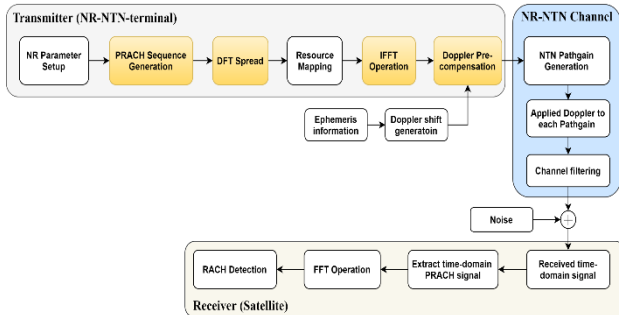 Transmitter (NR-NTN-terminal)
NR-NTN Channel
NR Parameter
Setup
PRACH Sequence
Generation
DFT Spread
Resource
Mapping
IFFT
Operation
Doppler Pre-
compensation
NTN Pathgain
Generation
Ephemeris
information
Doppler shift
generatoin
Applied Doppler to
each Pathgain
Channel filtering
Noise
RACH Detection
FFT Operation
Extract time-domain
PRACH signal
Received time-
domain signal
Receiver (Satellite)